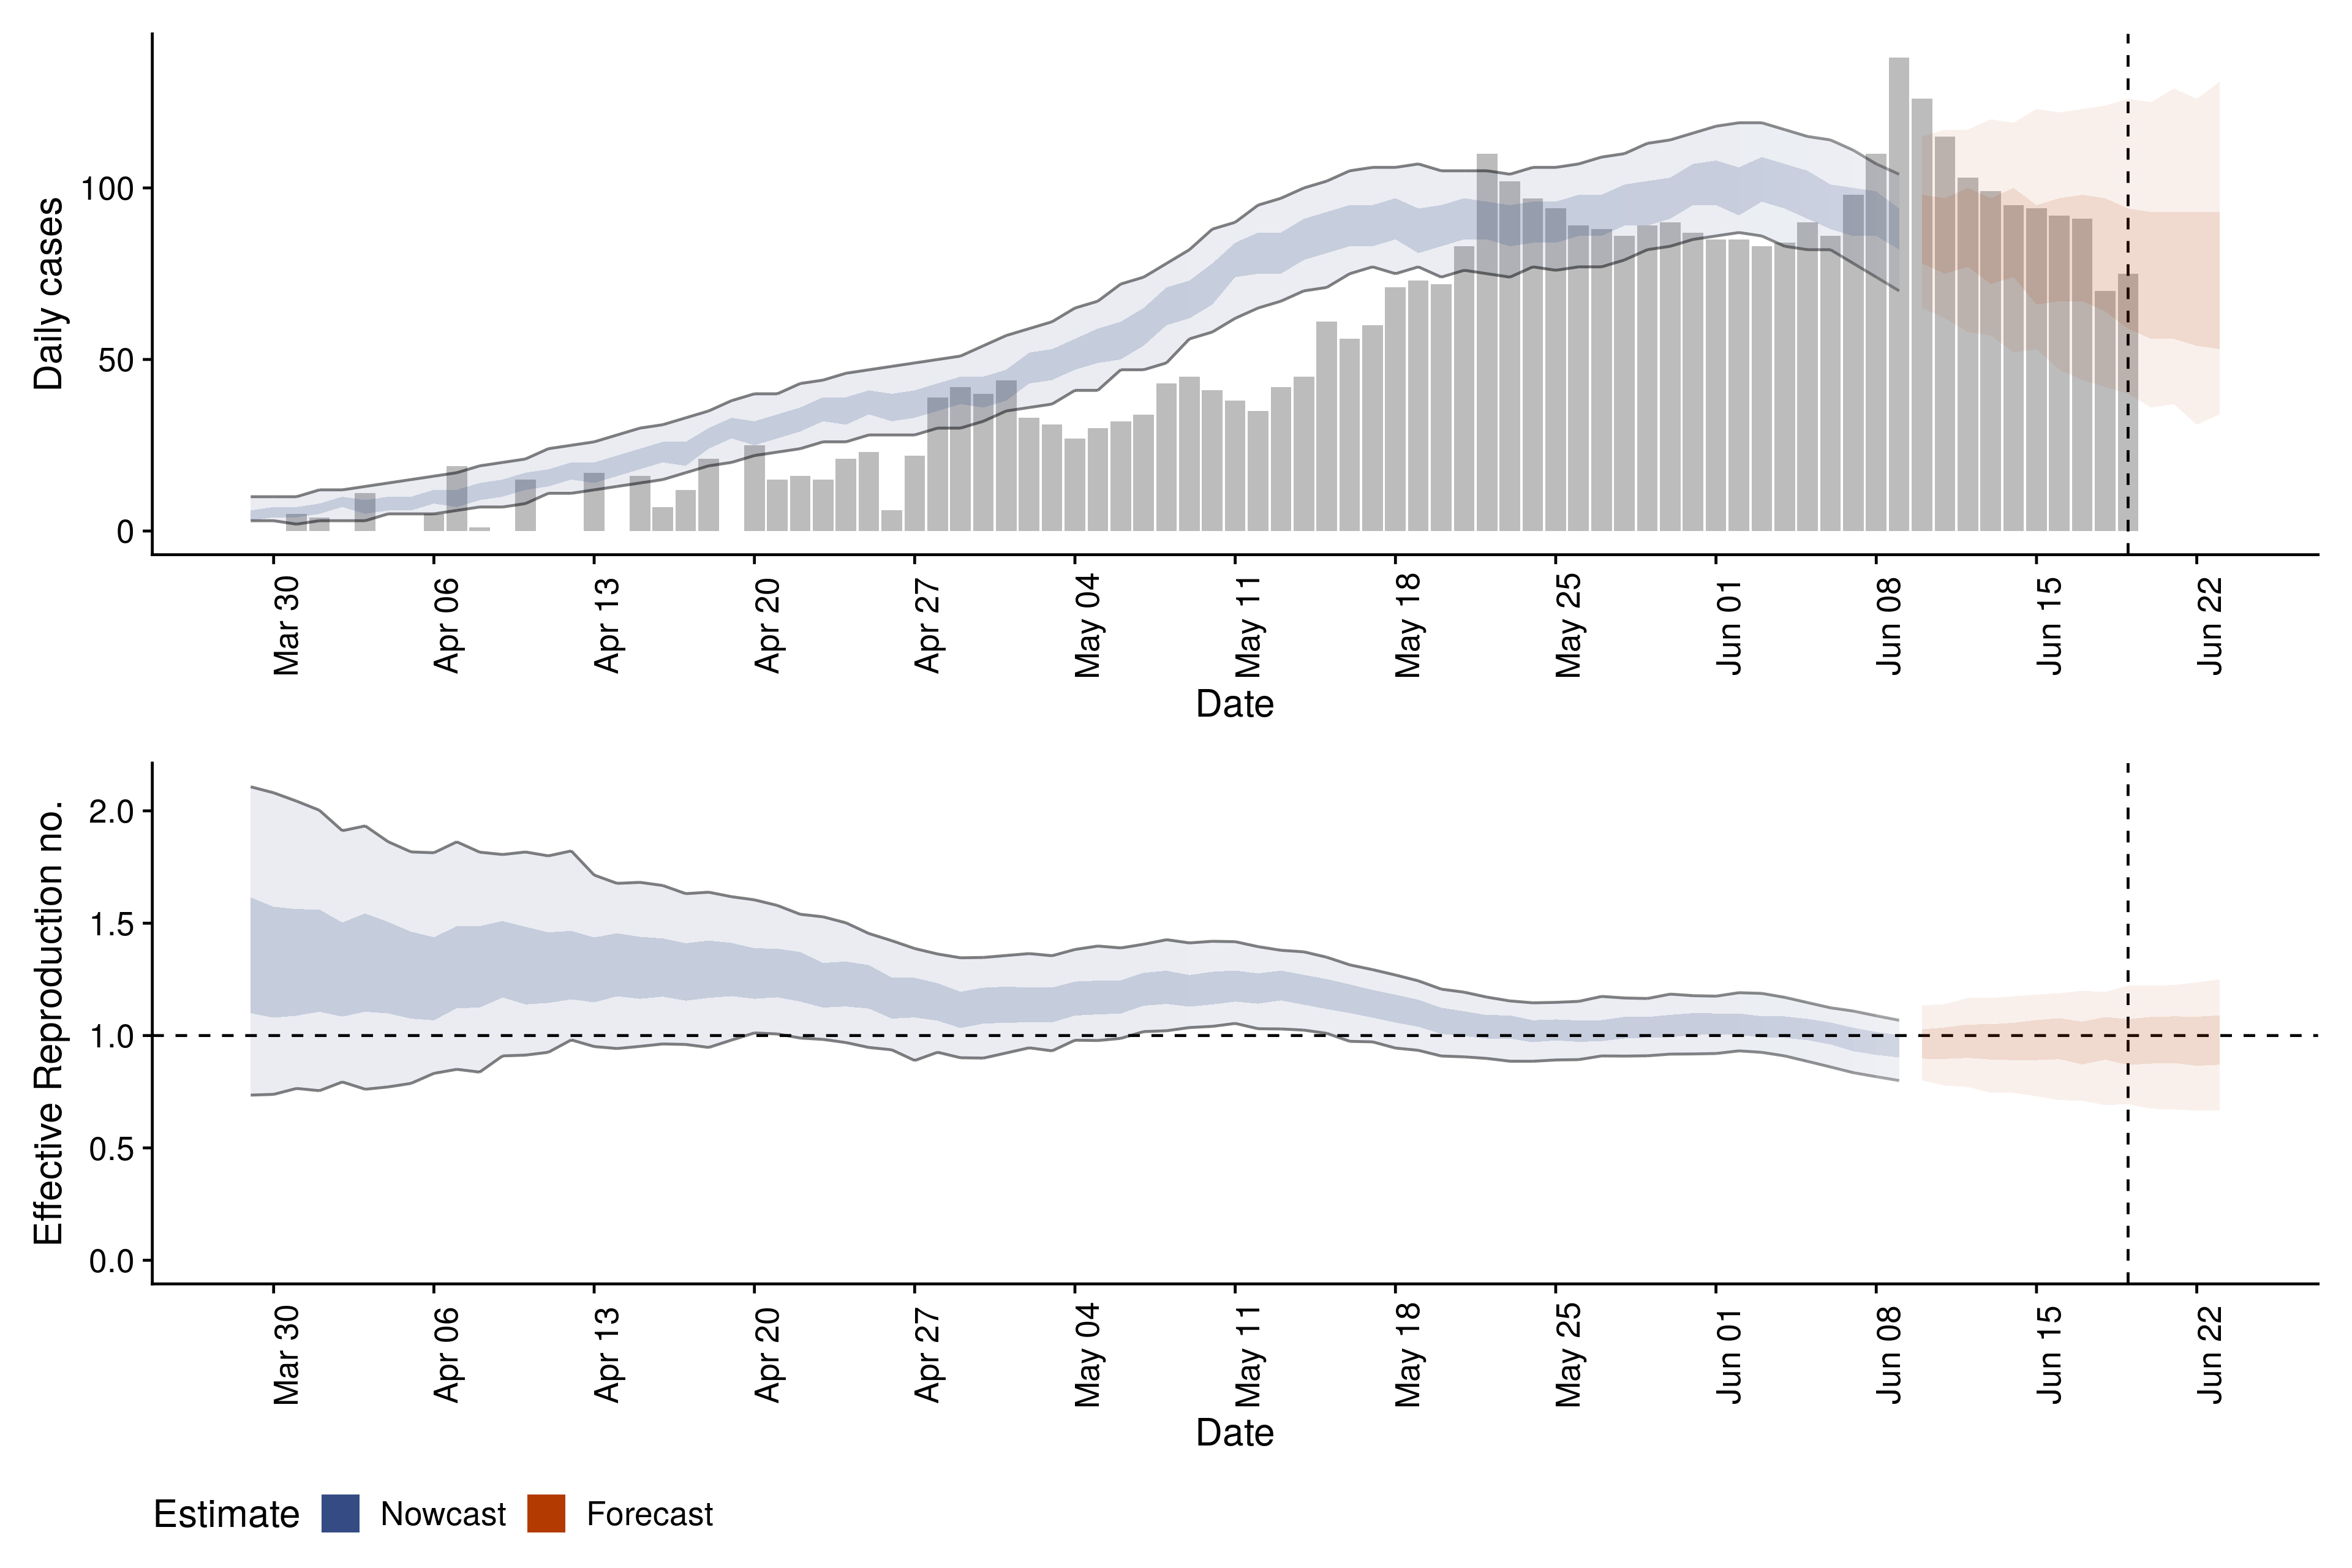 Daily cases
100
50
0
Mar 30 Apr 06 Apr 13 Apr 20 Apr 27 May 04 May 11 May 18 May 25 Jun 01 Jun 08 Jun 15 Jun 22
Date
Effective Reproduction no.
2.0
1.5
1.0
0.5
0.0
Mar 30 Apr 06 Apr 13 Apr 20 Apr 27 May 04 May 11 May 18 May 25 Jun 01 Jun 08 Jun 15 Jun 22
Date
Estimate Nowcast Forecast